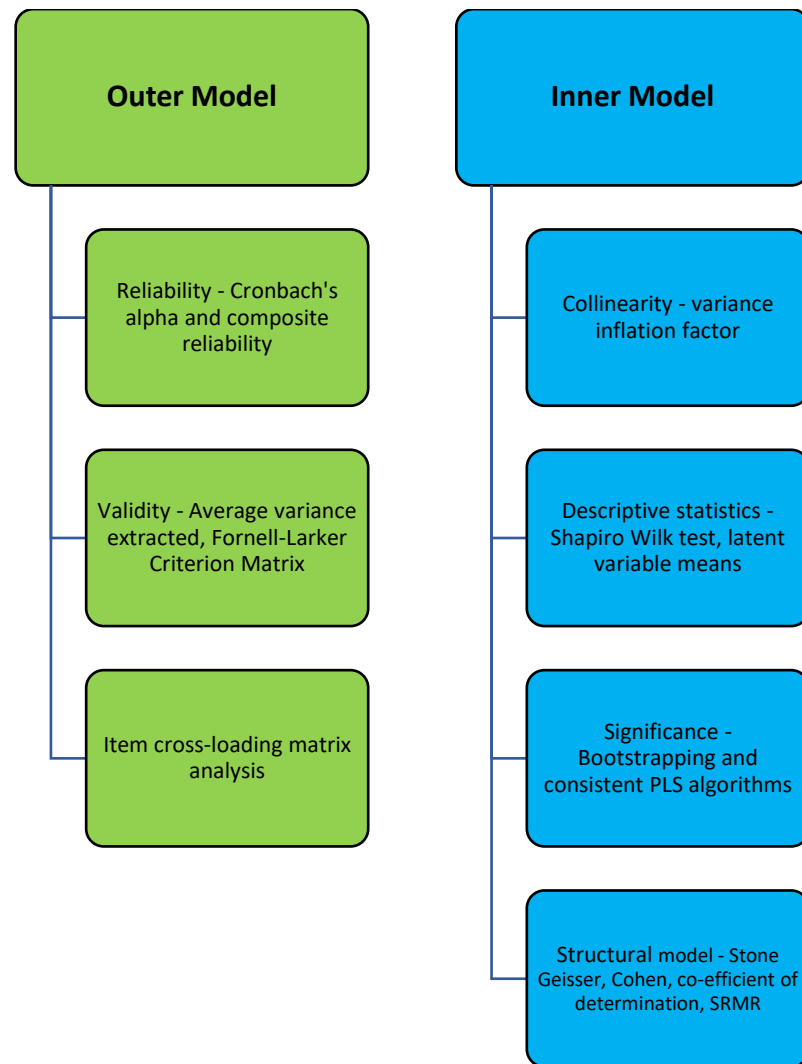 Outer Model
Reliability - Cronbach's
alpha and composite
reliability
Validity - Average variance
extracted, Fornell-Larker
Criterion Matrix
Item cross-loading matrix
analysis
Inner Model
Collinearity - variance
inflation factor
Descriptive statistics -
Shapiro Wilk test, latent
variable means
Significance -
Bootstrapping and
consistent PLS algorithms
Structural model - Stone
Geisser, Cohen, co-efficient of
determination, SRMR